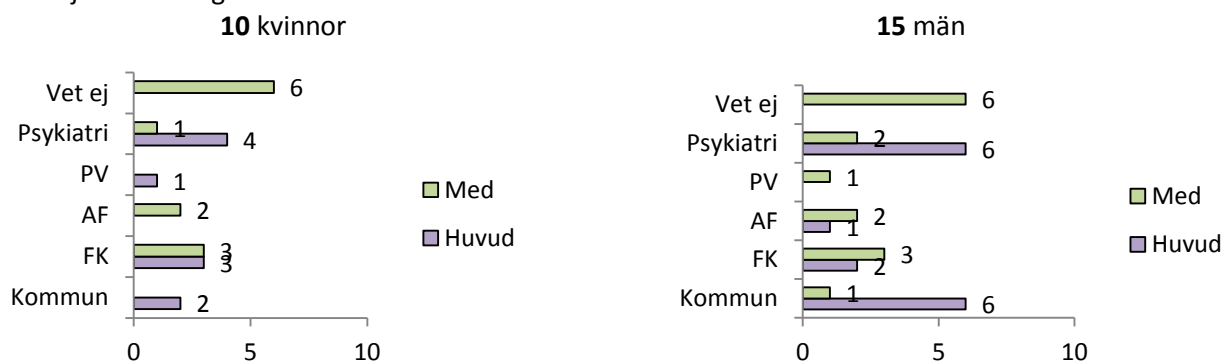 10 kvinnor
Vet ej
6
Psykiatri
1
4
PV
1
AF
2
FK
3
3
Kommun
2
0 5 10
Med
Huvud
15 män
Vet ej
6
Psykiatri
2
6
PV
1
AF
2
1
FK
3
2
Kommun
1
6
0 5 10
Med
Huvud